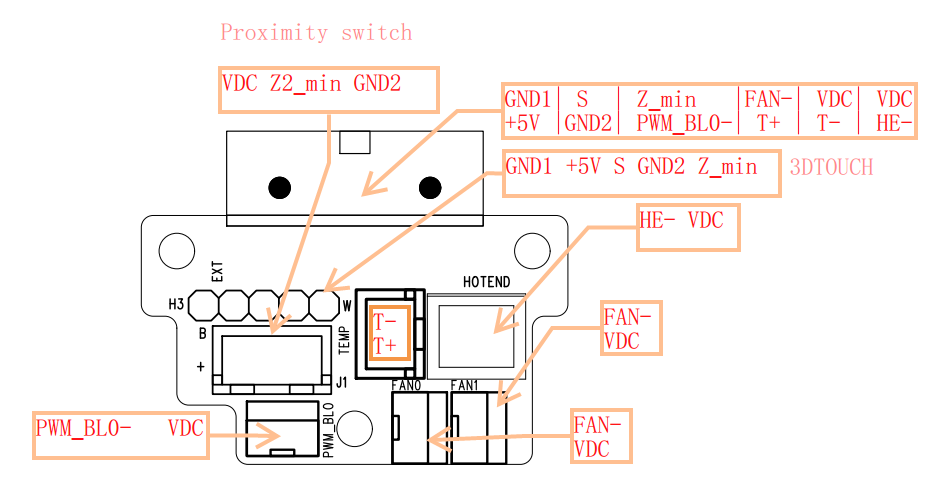 Proximity switch
VDC Z2_min GND2
GND1 S Z_min FAN- VDC VDC
+5V GND2 PWM_BLO- T+ T- HE-
GND1 +5V S GND2 Z_min
3DTOUCH
HE- VDC
EXT
HOTEND
H3
W
T-
T+
FAN-
VDC
B
TEMP
+
J1
FAN0
FAN1
PWM_BLO- VDC
PWM_BLO
FAN-
VDC